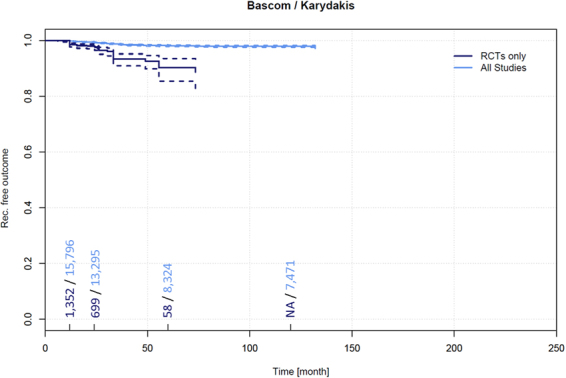 Bascom / Karydakis
RCTs only
All Studies
Rec. free outcome
1.0
0.8
0.6
0.4
0.2
0.0
1,352 / 15,796
699 / 13,295
58 / 8,324
NA / 7,471
0 50 100 150 200 250
Time [month]